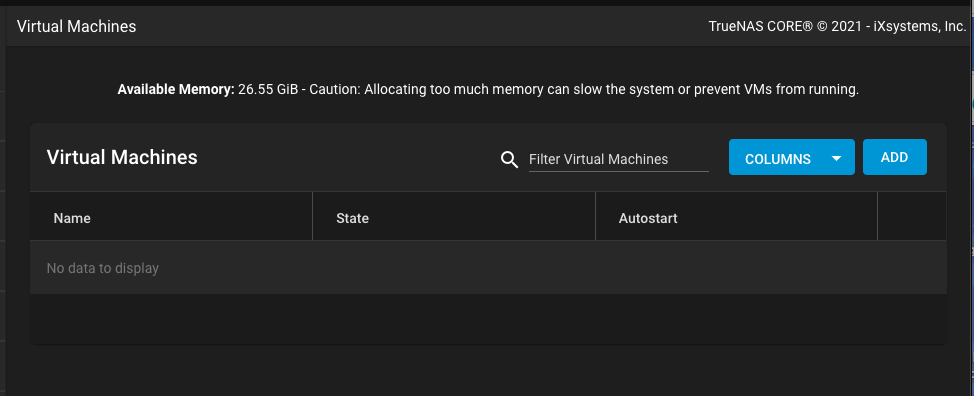 Virtual Machines
TrueNAS CORE® © 2021 - iXsystems, Inc.
Available Memory: 26.55 GiB - Caution: Allocating too much memory can slow the system or prevent VMs from running.
Virtual Machines
Filter Virtual Machines
COLUMNS
ADD
Name
State
Autostart
No data to display